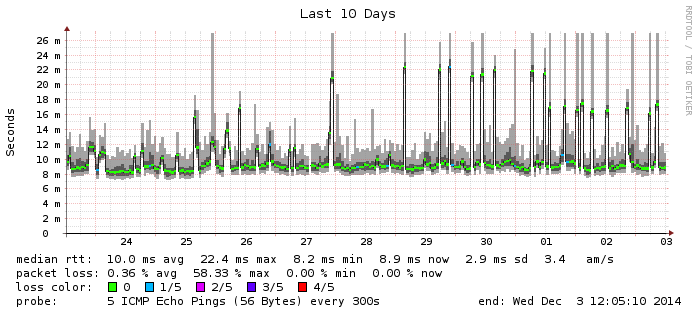 Last 10 Days
RRDTOOL / TOBI OETIKER
Seconds
26 m
24 m
22 m
20 m
18 m
16 m
14 m
12 m
10 m
8 m
6 m
4 m
2 m
0
24 25 26 27 28 29 30 01 02 03
median rtt: 10.0 ms avg 22.4 ms max 8.2 ms min 8.9 ms now 2.9 ms sd 3.4 am/s
packet loss: 0.36 % avg 58.33 % max 0.00 % min 0.00 % now
loss color: 0 1/5 2/5 3/5 4/5
probe: 5 ICMP Echo Pings (56 Bytes) every 300s end: Wed Dec 3 12:05:10 2014